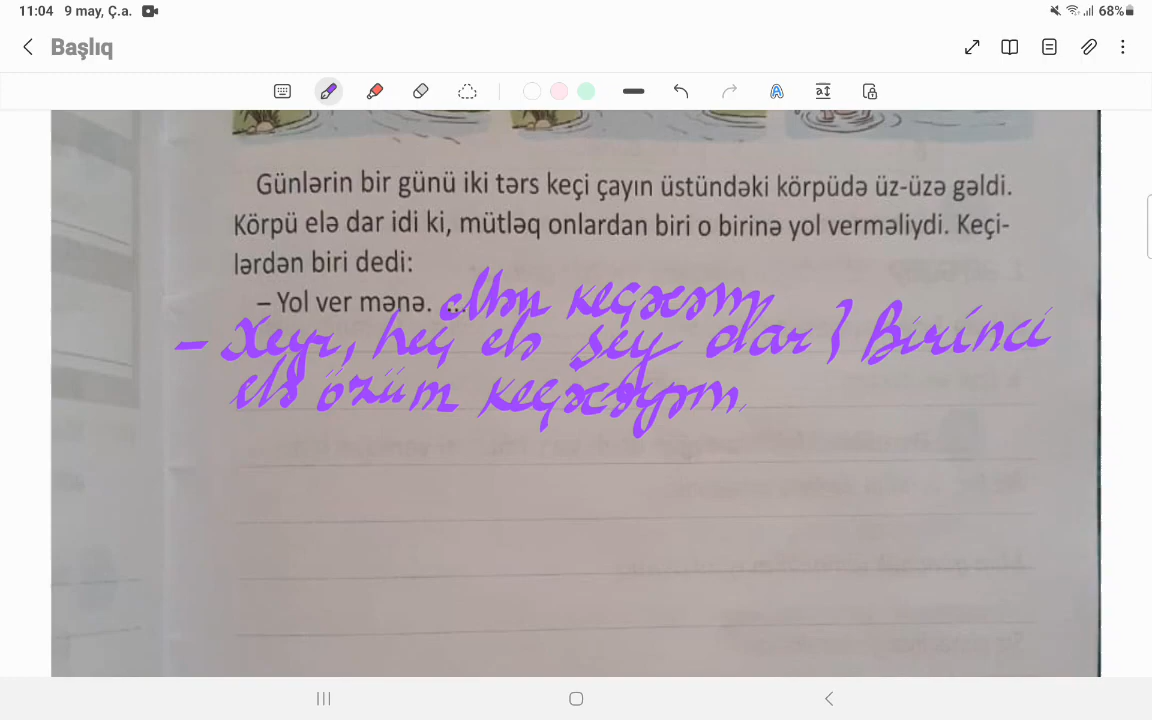 11:04 9 may, Ç.a. 68%
Başlıq
Günlərin bir günü iki tərs keçi çayın üstündəki körpüdə üz-üzə gəldi.
Körpü elə dar idi ki, mütləq onlardan biri o birinə yol verməliydi. Keçi-
lərdən biri dedi:
– Yol ver mənə. ... Mən keçəcəm
– Xeyr, heç elə şey olar! Birinci
elə özüm keçəcəyəm.